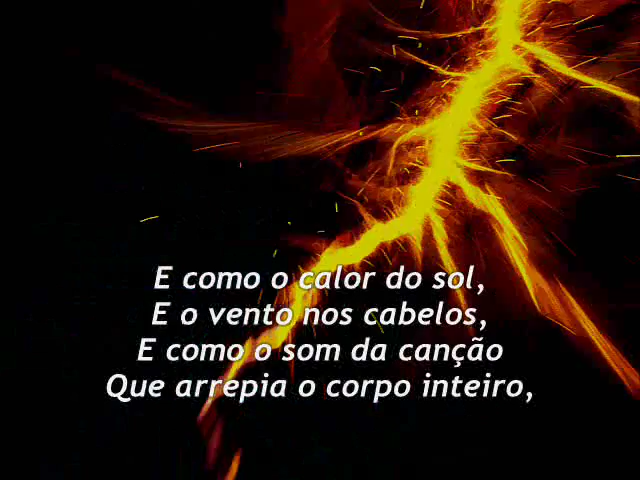 E como o calor do sol,
E o vento nos cabelos,
E como o som da canção
Que arrepia o corpo inteiro,